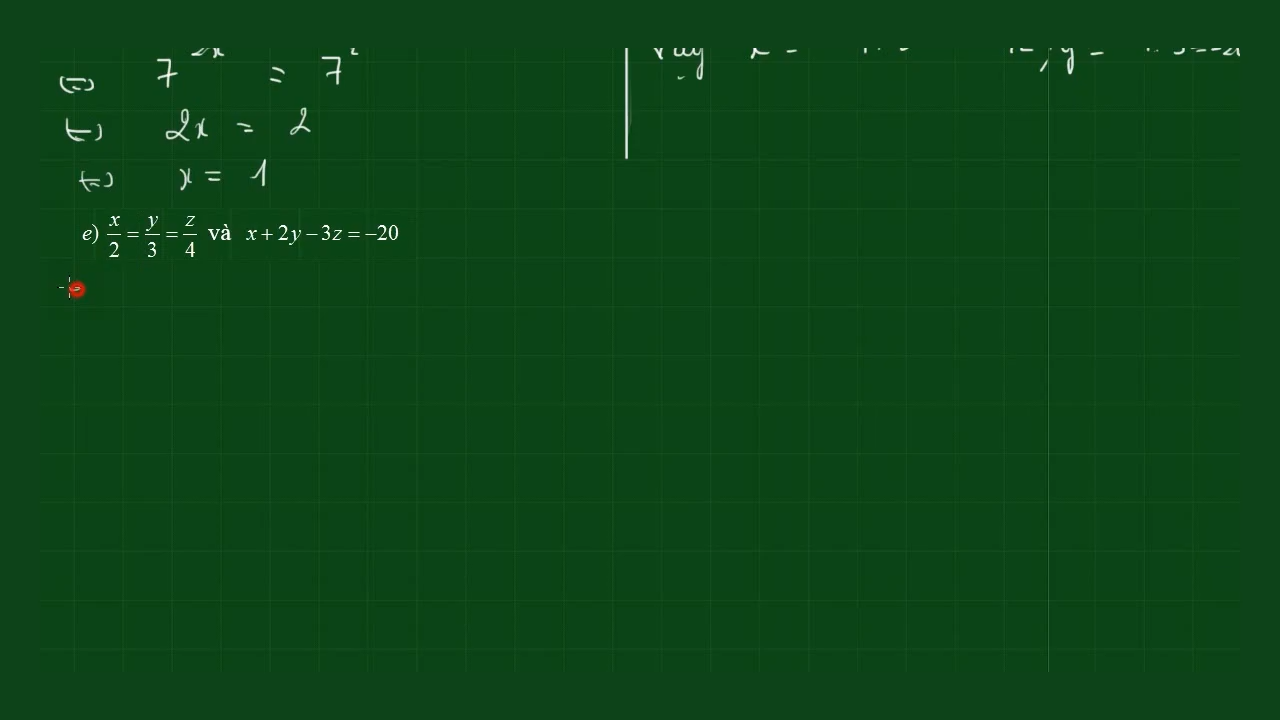 ⇔ 7^{2x} = 7^2
⇔ 2x = 2
⇔ x = 1
x =
, y =
e) x/2 = y/3 = z/4 và x + 2y − 3z = −20